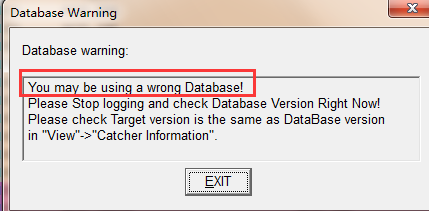 Database Warning
Database warning:
You may be using a wrong Database!
Please Stop logging and check Database Version Right Now!
Please check Target version is the same as DataBase version
in "View"->"Catcher Information".
EXIT